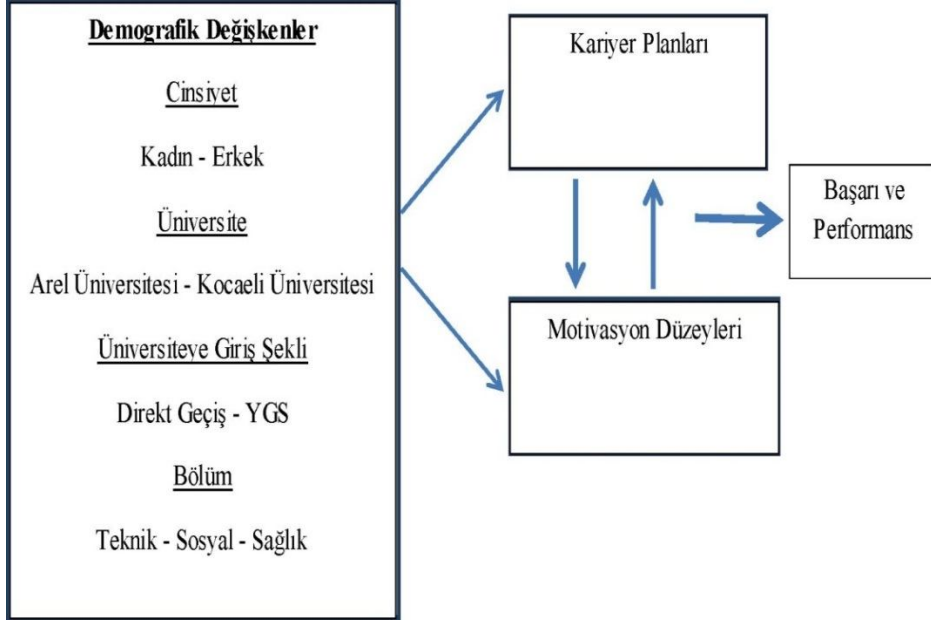 Demografik Değişkenler
Cinsiyet
Kadın - Erkek
Üniversite
Arel Üniversitesi - Kocaeli Üniversitesi
Üniversiteye Giriş Şekli
Direkt Geçiş - YGS
Bölüm
Teknik - Sosyal - Sağlık
Kariyer Planları
Motivasyon Düzeyleri
Başarı ve
Performans